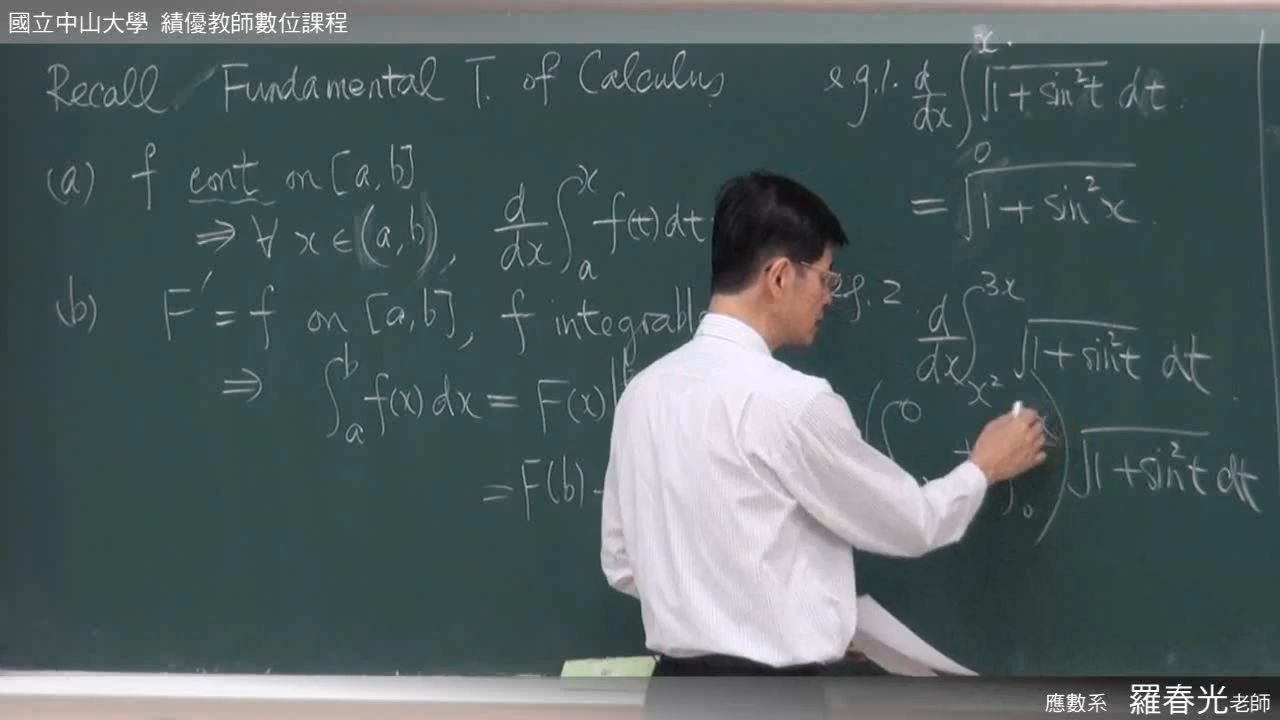 國立中山大學 績優教師數位課程
Recall Fundamental T. of Calculus
(a) f cont on [a,b]
⇒ ∀ x ∈ (a,b), d/dx ∫_a^x f(t)dt
(b) F' = f on [a,b], f integrabl
⇒ ∫_a^b f(x)dx = F(x)|
= F(b) -
e.g.1. d/dx ∫_0^x √(1+sin²t) dt
= √(1+sin²x).
eg. 2 d/dx ∫_{x²}^{3x} √(1+sin²t) dt.
(∫^0 + ∫_0) √(1+sin²t) dt
應數系 羅春光老師